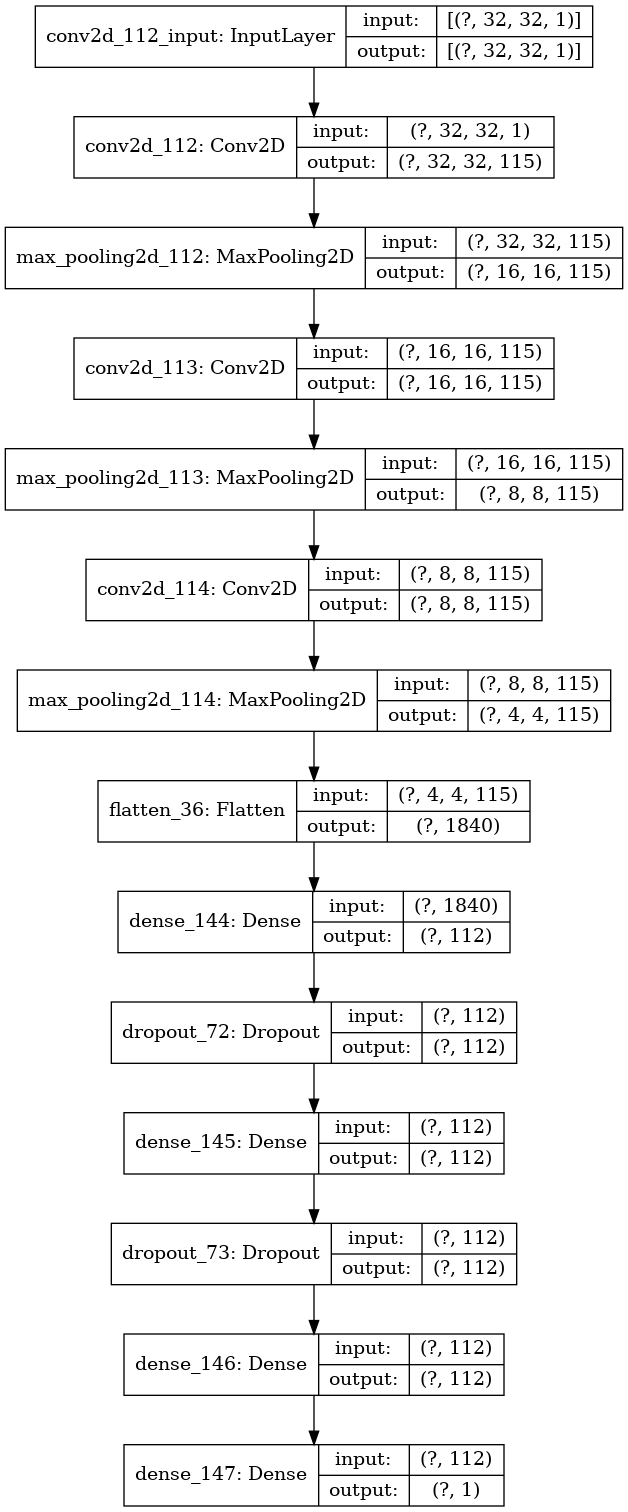 conv2d_112_input: InputLayer input: [(?, 32, 32, 1)]
output: [(?, 32, 32, 1)]
conv2d_112: Conv2D input: (?, 32, 32, 1)
output: (?, 32, 32, 115)
max_pooling2d_112: MaxPooling2D input: (?, 32, 32, 115)
output: (?, 16, 16, 115)
conv2d_113: Conv2D input: (?, 16, 16, 115)
output: (?, 16, 16, 115)
max_pooling2d_113: MaxPooling2D input: (?, 16, 16, 115)
output: (?, 8, 8, 115)
conv2d_114: Conv2D input: (?, 8, 8, 115)
output: (?, 8, 8, 115)
max_pooling2d_114: MaxPooling2D input: (?, 8, 8, 115)
output: (?, 4, 4, 115)
flatten_36: Flatten input: (?, 4, 4, 115)
output: (?, 1840)
dense_144: Dense input: (?, 1840)
output: (?, 112)
dropout_72: Dropout input: (?, 112)
output: (?, 112)
dense_145: Dense input: (?, 112)
output: (?, 112)
dropout_73: Dropout input: (?, 112)
output: (?, 112)
dense_146: Dense input: (?, 112)
output: (?, 112)
dense_147: Dense input: (?, 112)
output: (?, 1)